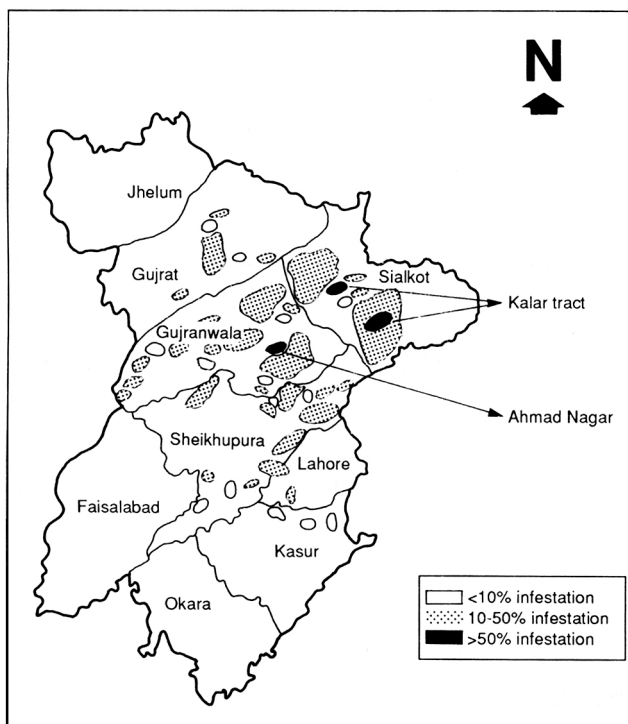 N
Jhelum
Gujrat
Sialkot
Kalar tract
Gujranwala
Ahmad Nagar
Sheikhupura
Lahore
Faisalabad
Kasur
Okara
<10% infestation
10-50% infestation
>50% infestation